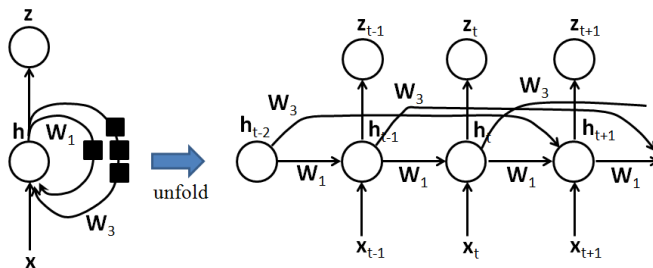 z
h
W₁
W₃
x
unfold
zₜ₋₁ zₜ zₜ₊₁
W₃ W₃ W₃
hₜ₋₂ hₜ₋₁ hₜ hₜ₊₁
W₁ W₁ W₁ W₁
xₜ₋₁ xₜ xₜ₊₁